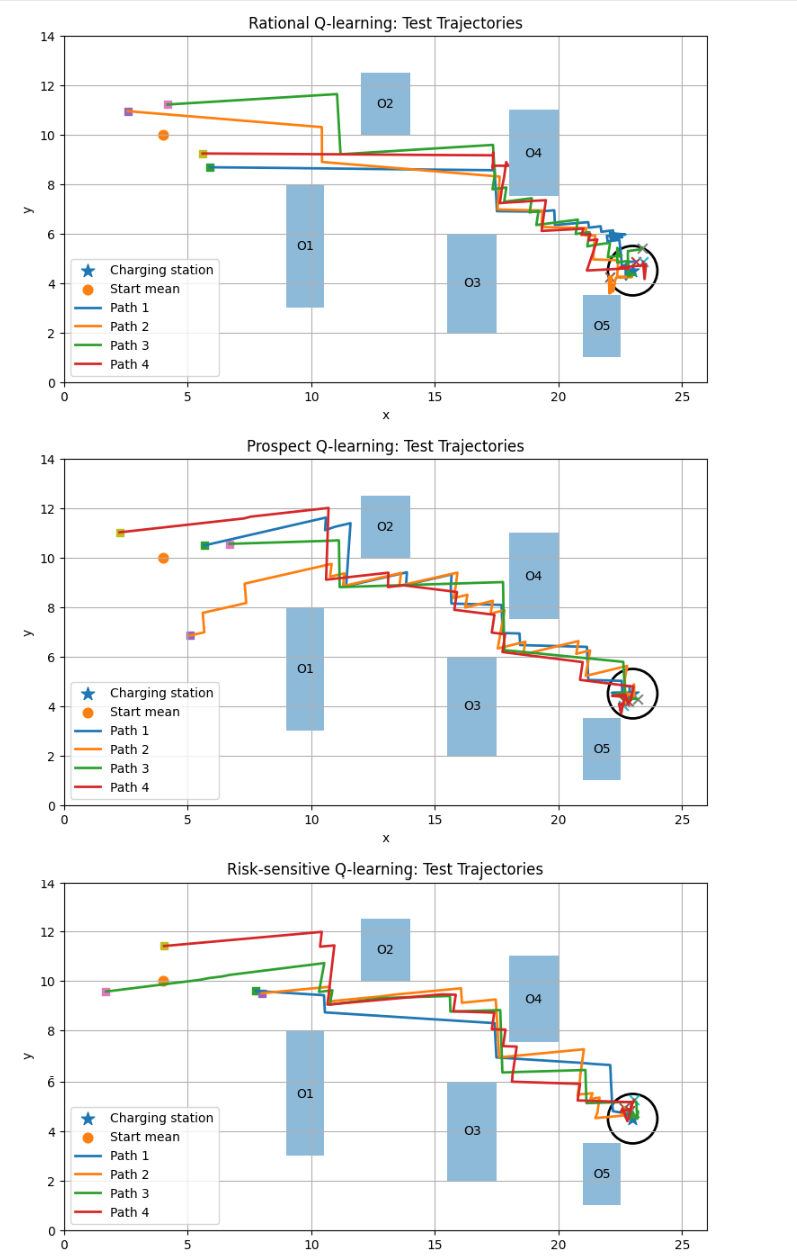 Rational Q-learning: Test Trajectories
14
12
10
8
6
4
2
0
y
O2
O4
O1
O3
O5
Charging station
Start mean
Path 1
Path 2
Path 3
Path 4
0 5 10 15 20 25
x
Prospect Q-learning: Test Trajectories
14
12
10
8
6
4
2
0
y
O2
O4
O1
O3
O5
Charging station
Start mean
Path 1
Path 2
Path 3
Path 4
0 5 10 15 20 25
x
Risk-sensitive Q-learning: Test Trajectories
14
12
10
8
6
4
2
0
y
O2
O4
O1
O3
O5
Charging station
Start mean
Path 1
Path 2
Path 3
Path 4
0 5 10 15 20 25